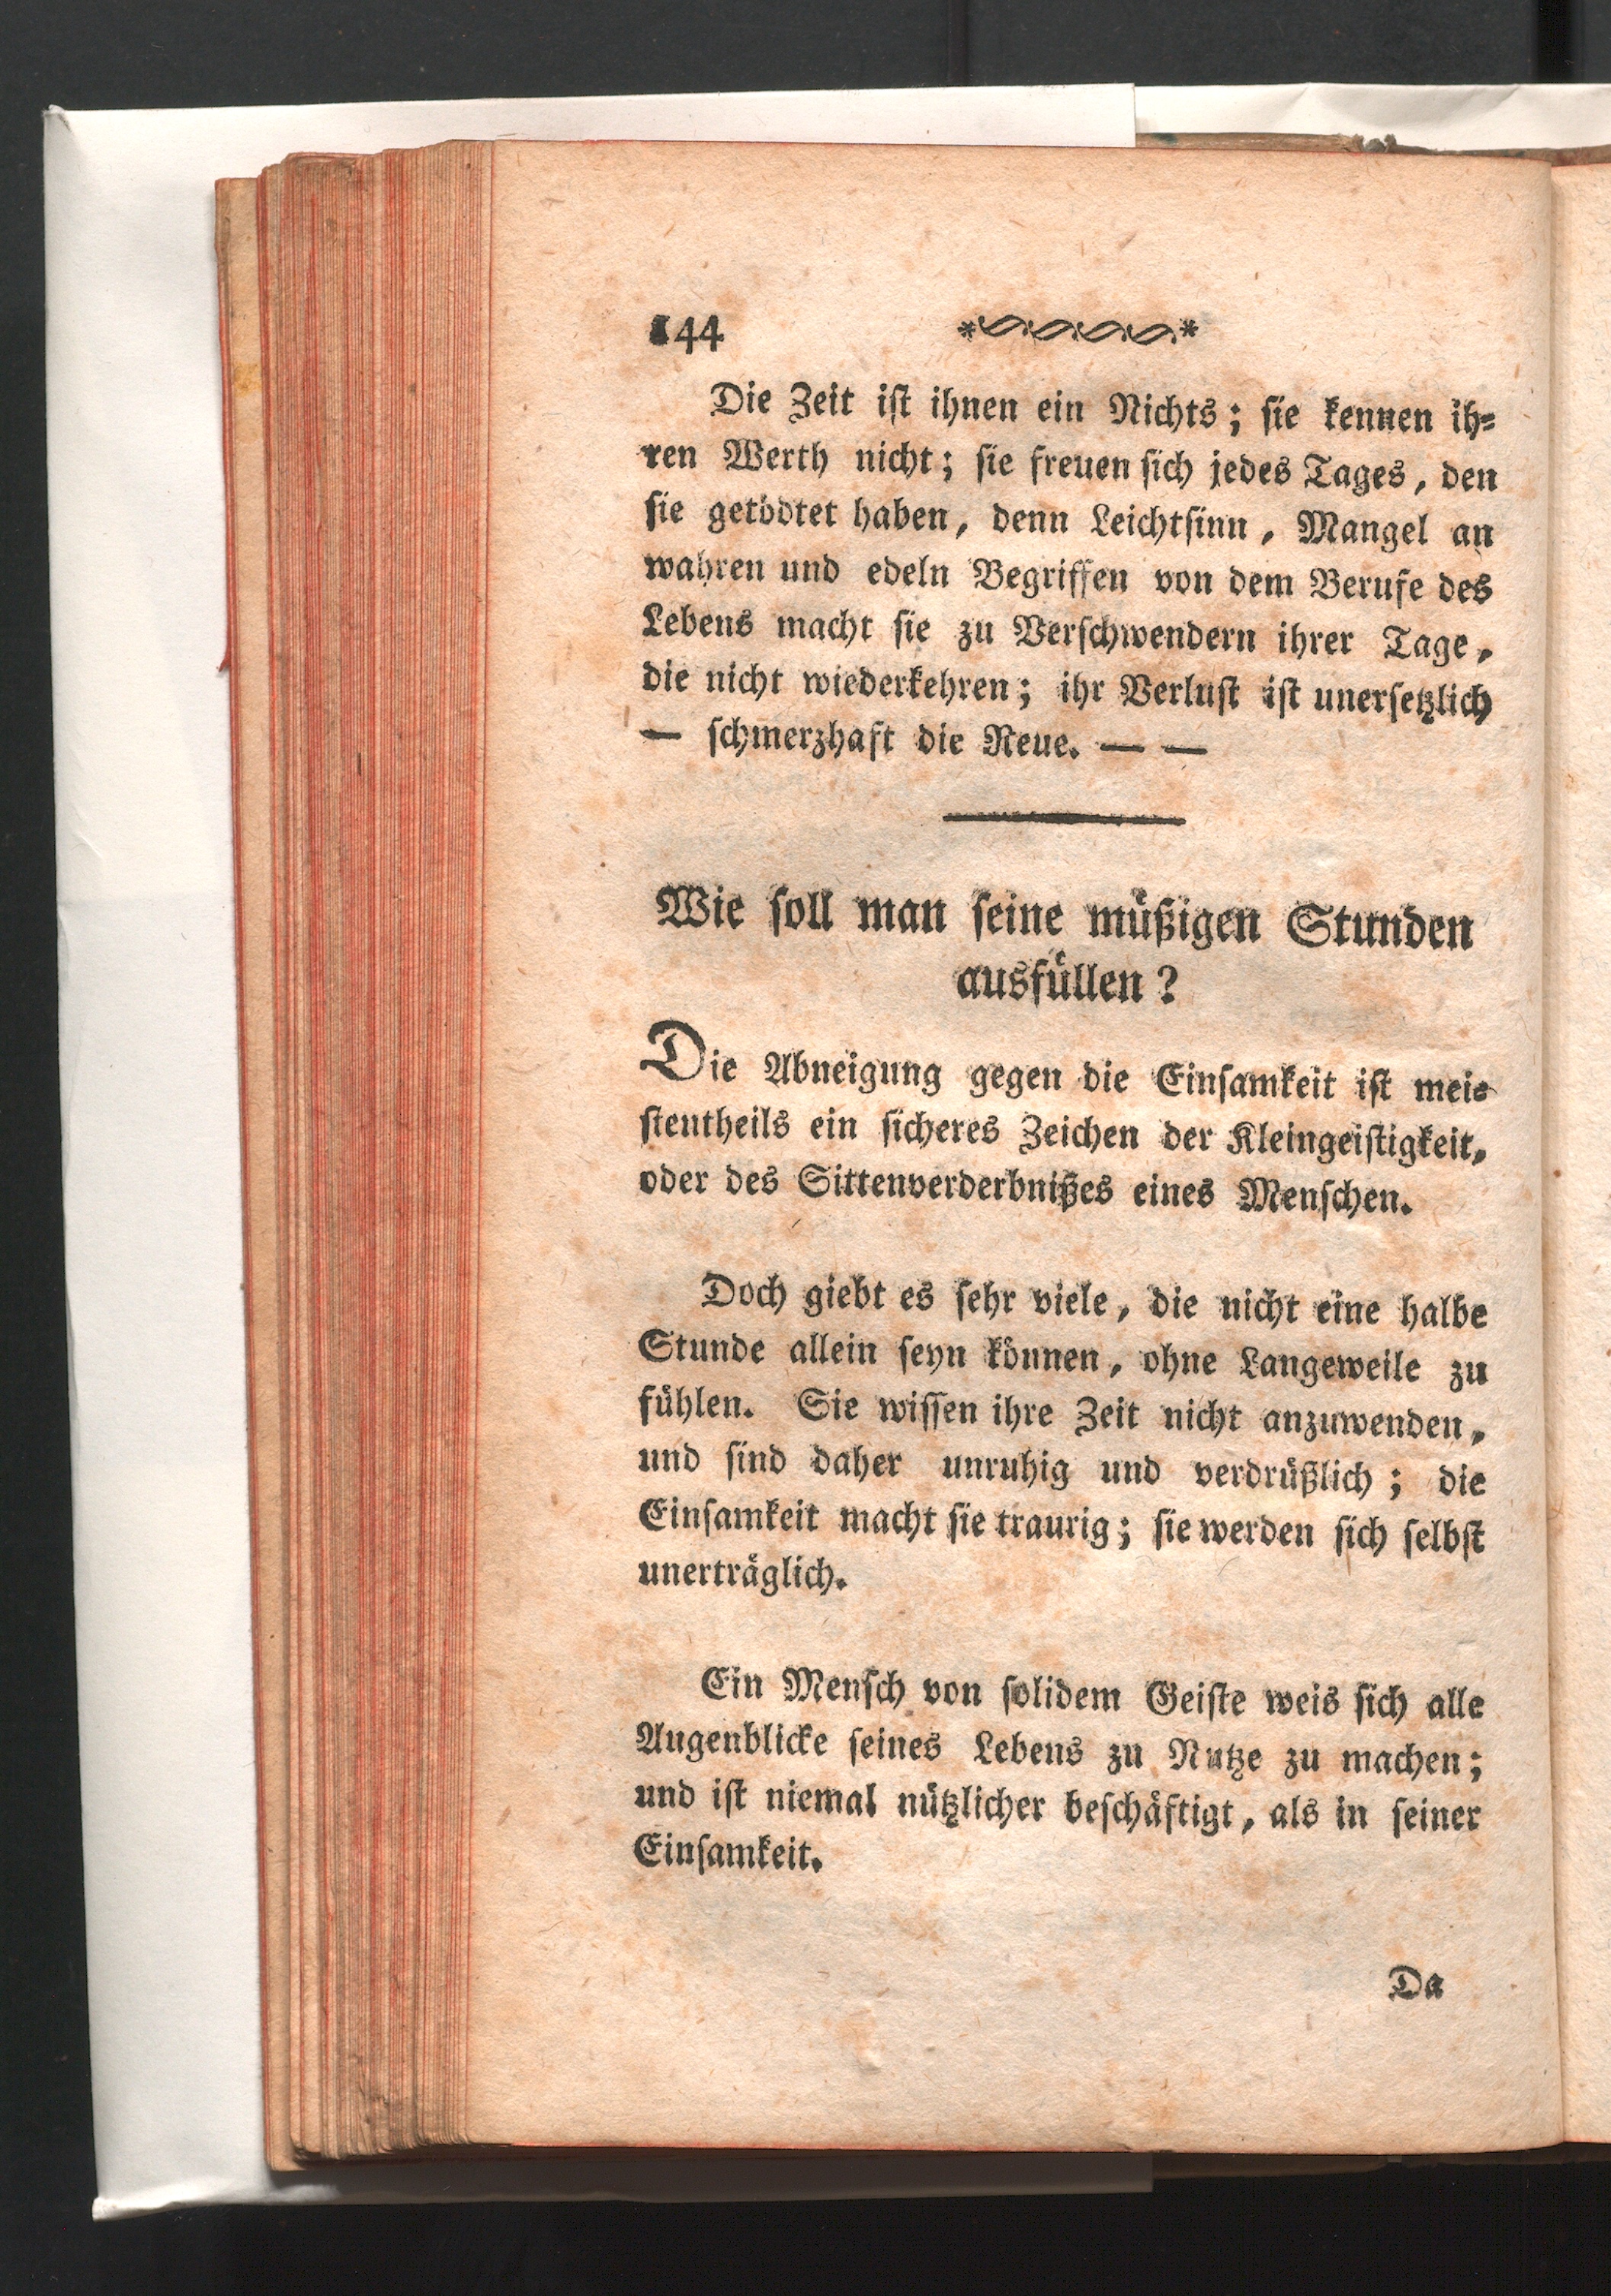 144
Die Zeit iſt ihnen ein Nichts; ſie kennen ih⸗
ren Werth nicht; ſie freuen ſich jedes Tages, den
ſie getödtet haben, denn Leichtſinn, Mangel an
wahren und edeln Begriffen von dem Berufe des
Lebens macht ſie zu Verſchwendern ihrer Tage,
die nicht wiederkehren; ihr Verluſt iſt unerſetzlich
— ſchmerzhaft die Reue. — —
Wie ſoll man ſeine müßigen Stunden
ausfüllen?
Die Abneigung gegen die Einſamkeit iſt mei⸗
ſtentheils ein ſicheres Zeichen der Kleingeiſtigkeit,
oder des Sittenverderbnißes eines Menſchen.
Doch giebt es ſehr viele, die nicht eine halbe
Stunde allein ſeyn können, ohne Langeweile zu
fühlen. Sie wiſſen ihre Zeit nicht anzuwenden,
und ſind daher unruhig und verdrüßlich; die
Einſamkeit macht ſie traurig; ſie werden ſich ſelbſt
unerträglich.
Ein Menſch von ſolidem Geiſte weis ſich alle
Augenblicke ſeines Lebens zu Nutze zu machen;
und iſt niemal nützlicher beſchäftigt, als in ſeiner
Einſamkeit.
Da